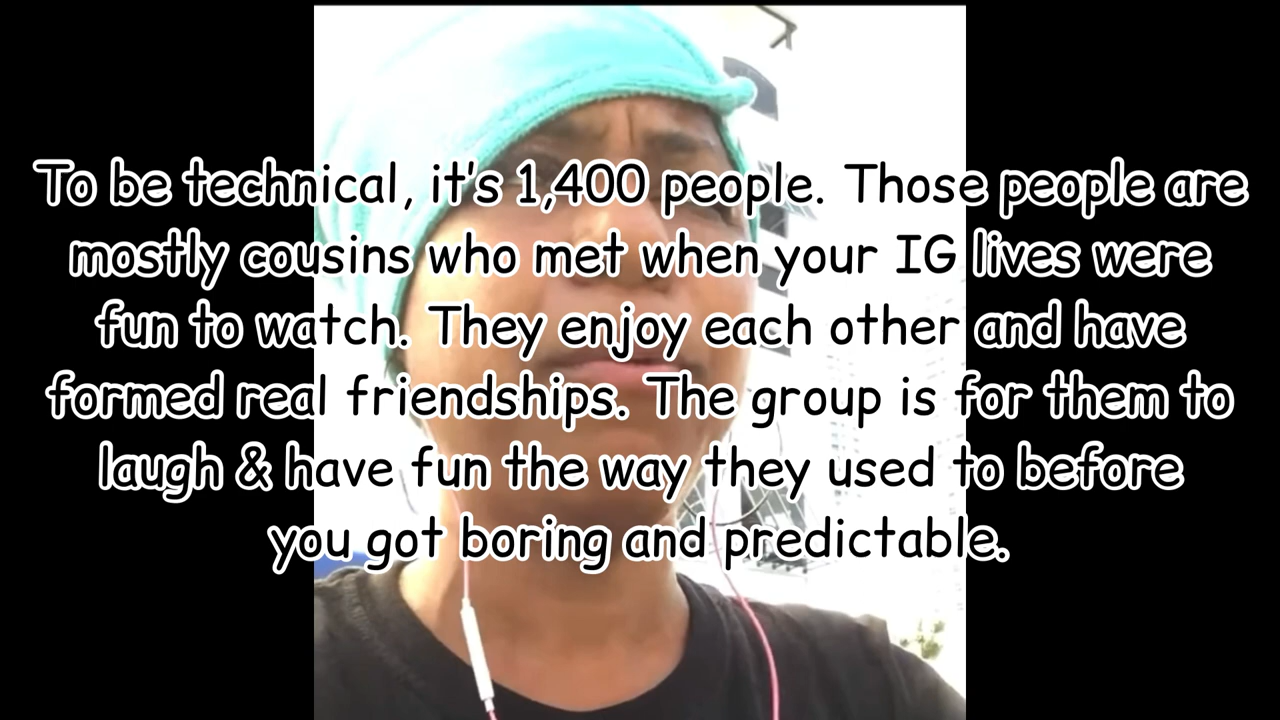 To be technical, it's 1,400 people. Those people are
mostly cousins who met when your IG lives were
fun to watch. They enjoy each other and have
formed real friendships. The group is for them to
laugh & have fun the way they used to before
you got boring and predictable.